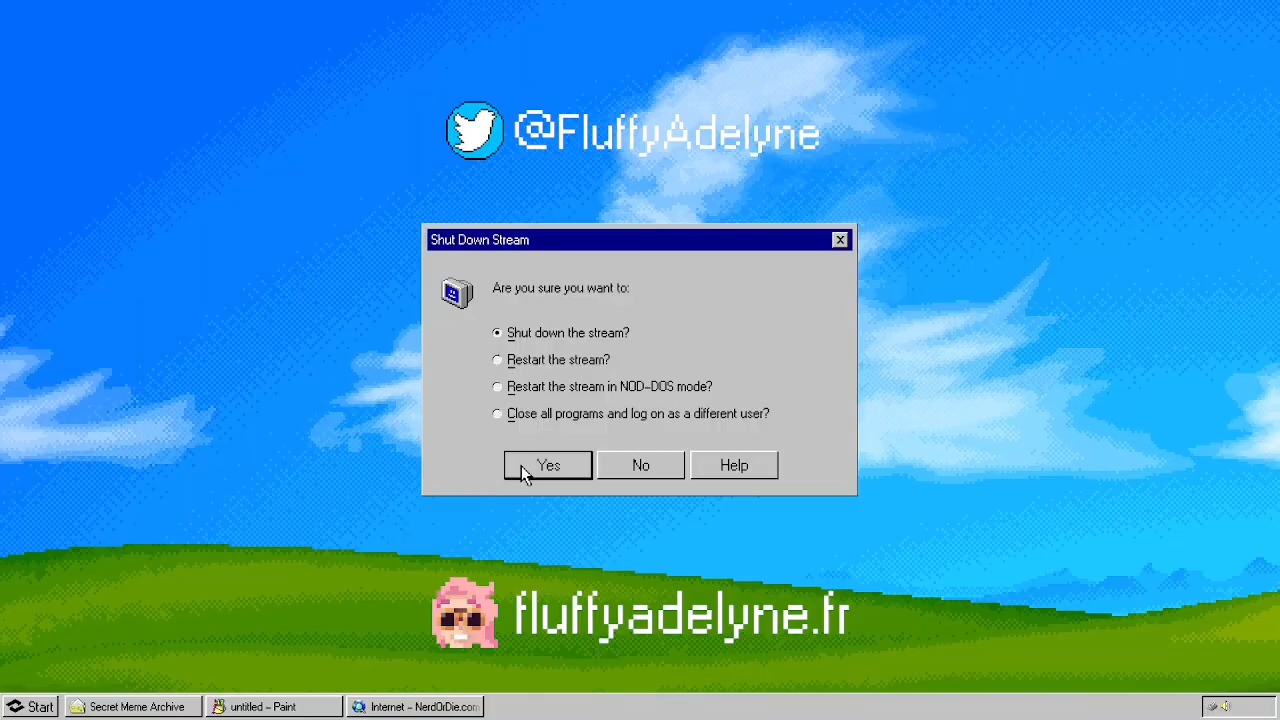 @FluffyAdelyne
Shut Down Stream
Are you sure you want to:
Shut down the stream?
Restart the stream?
Restart the stream in NOD-DOS mode?
Close all programs and log on as a different user?
Yes No Help
fluffyadelyne.fr
Start Secret Meme Archive untitled - Paint Internet - NerdOrDie.com